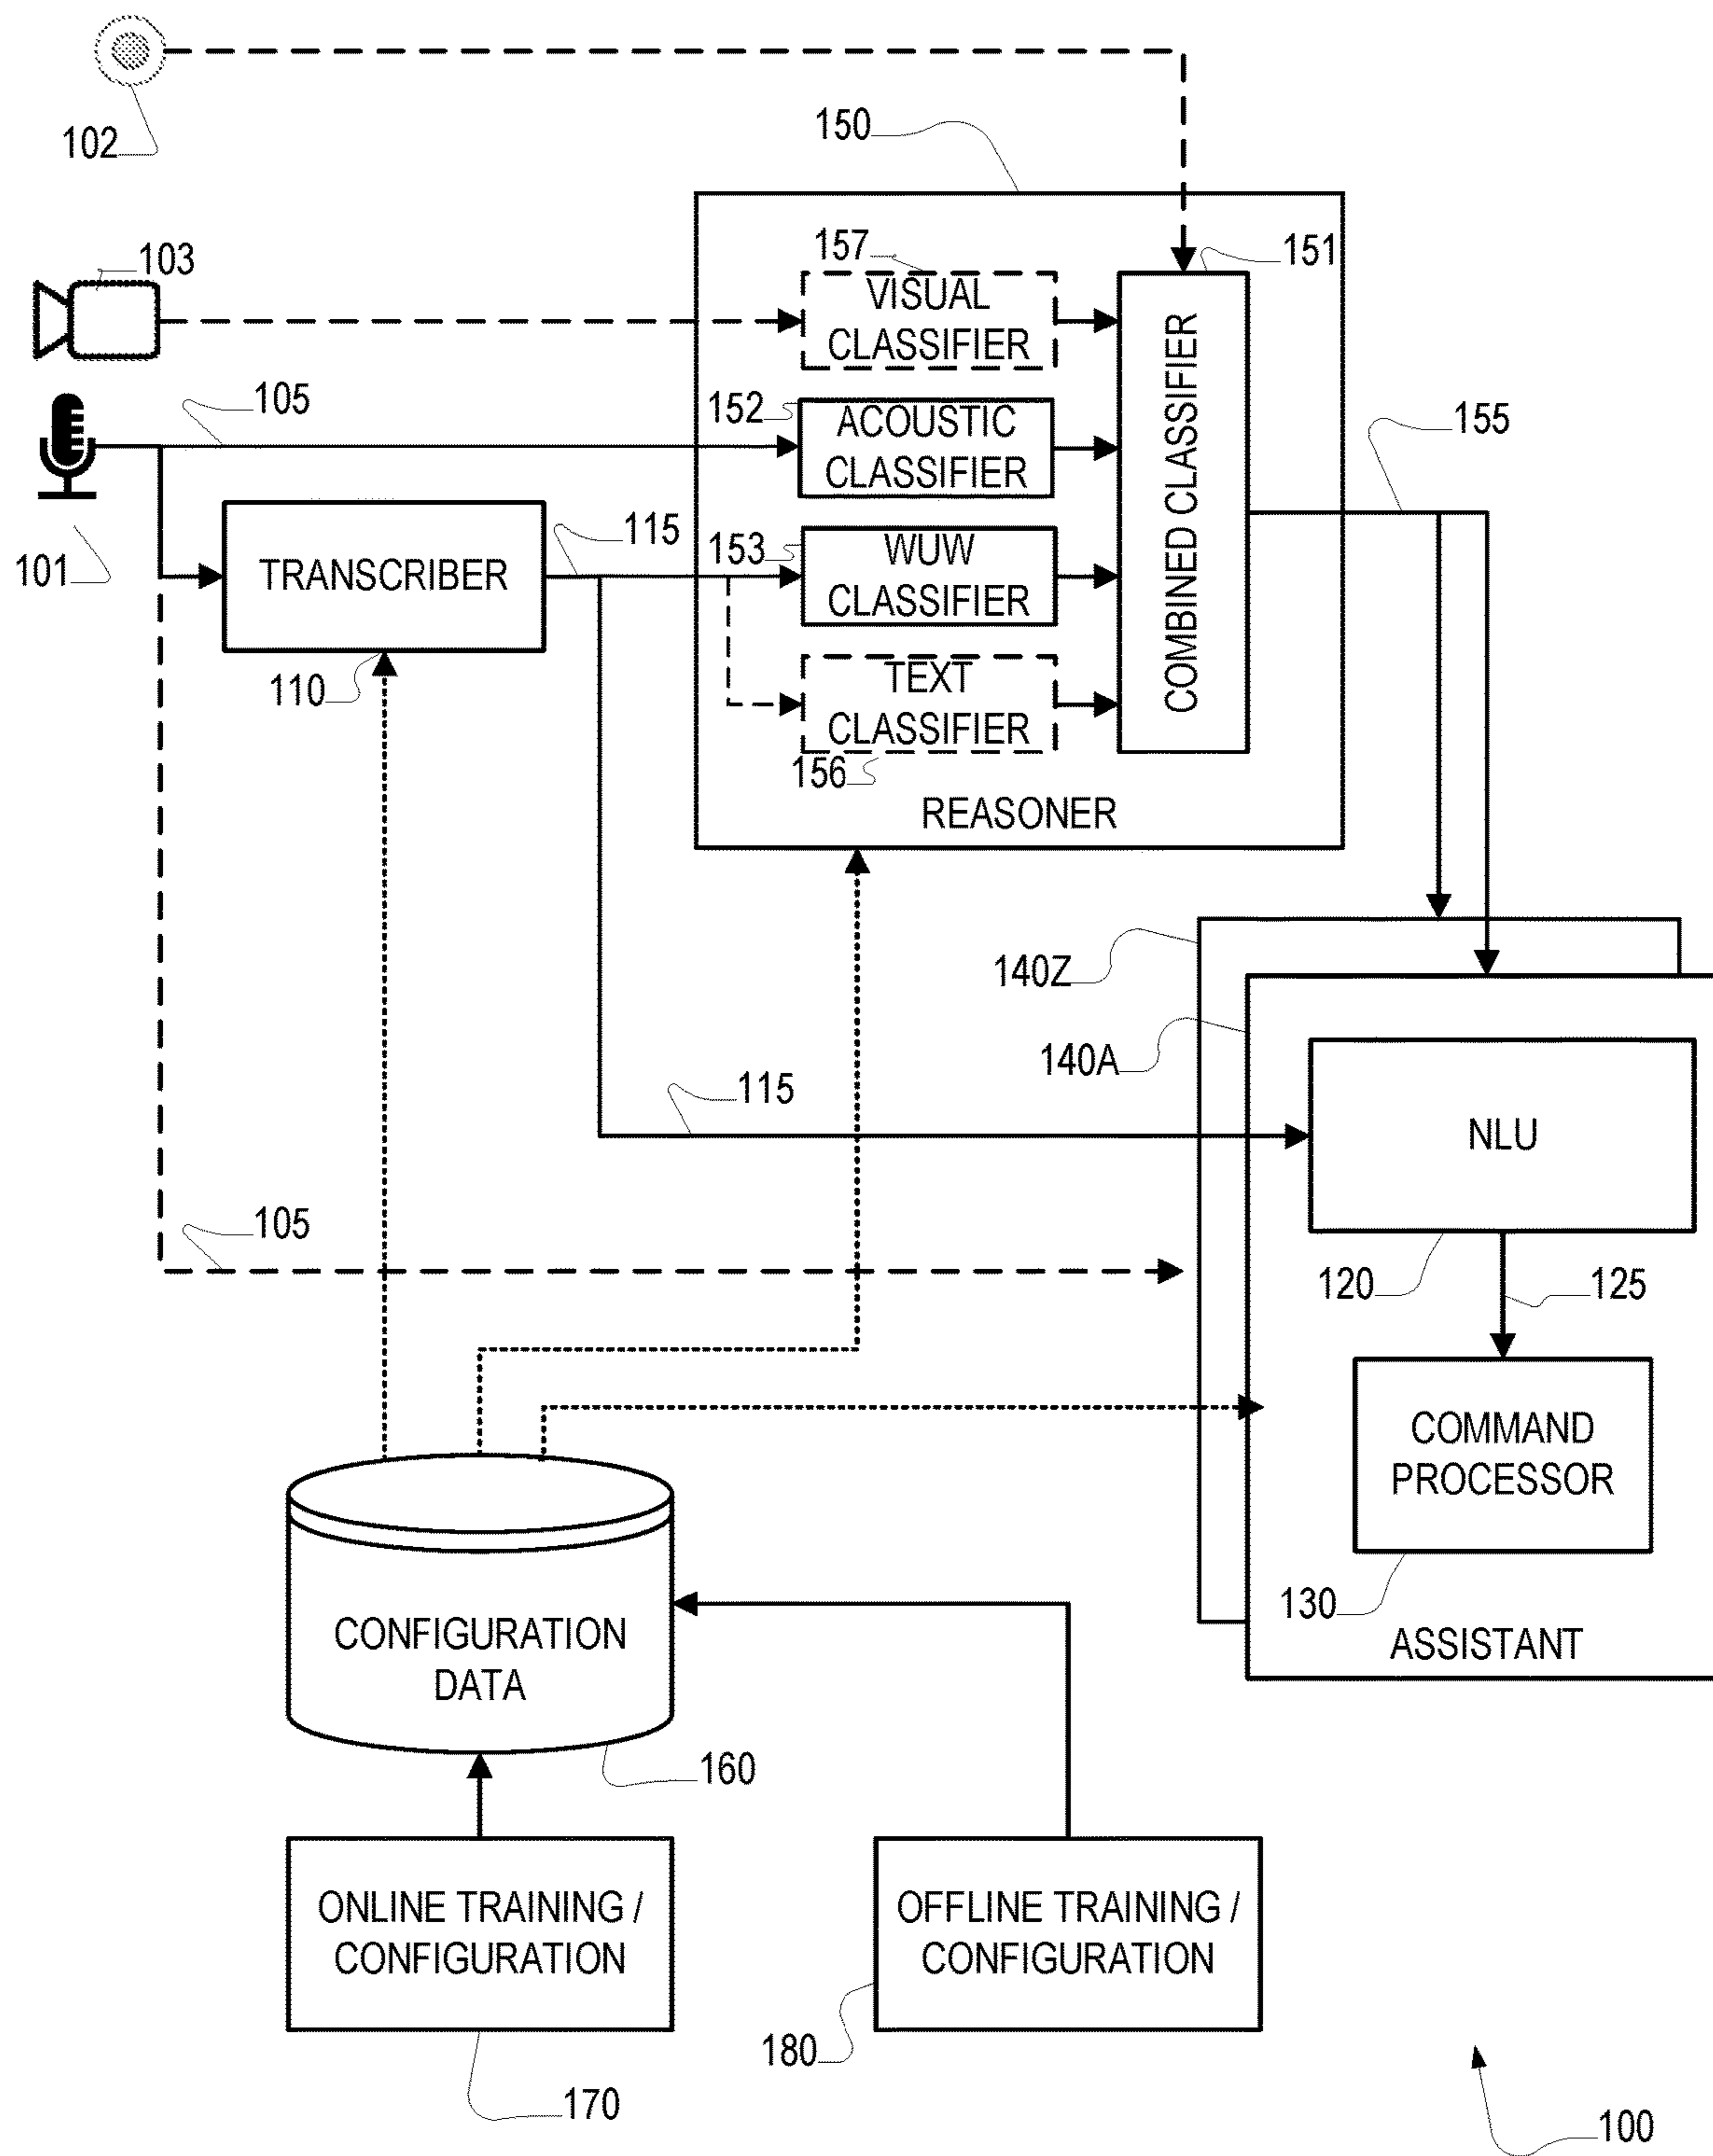 102
150
103
157
151
VISUAL
CLASSIFIER
105
152
ACOUSTIC
CLASSIFIER
COMBINED CLASSIFIER
155
101
TRANSCRIBER
115
153
WUW
CLASSIFIER
110
TEXT
CLASSIFIER
156
REASONER
140Z
140A
115
NLU
105
120
125
COMMAND
PROCESSOR
130
ASSISTANT
CONFIGURATION
DATA
160
ONLINE TRAINING /
CONFIGURATION
OFFLINE TRAINING /
CONFIGURATION
180
170
100